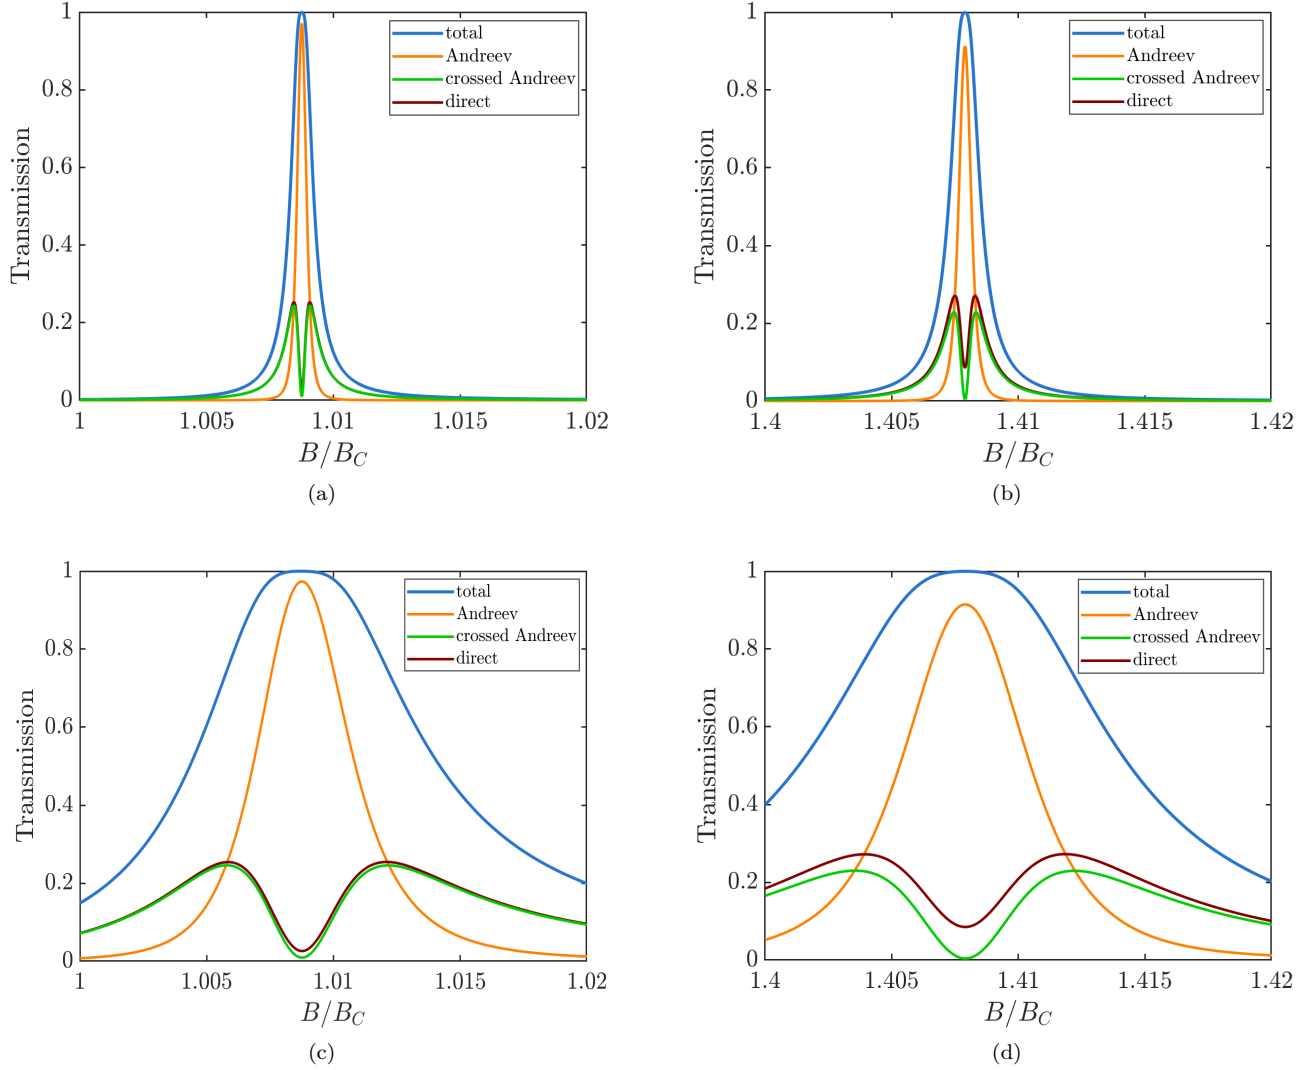 1
0.8
0.6
0.4
0.2
0
Transmission
total
Andreev
crossed Andreev
direct
1 1.005 1.01 1.015 1.02
B/B_C
(a)
1
0.8
0.6
0.4
0.2
0
Transmission
total
Andreev
crossed Andreev
direct
1.4 1.405 1.41 1.415 1.42
B/B_C
(b)
1
0.8
0.6
0.4
0.2
0
Transmission
total
Andreev
crossed Andreev
direct
1 1.005 1.01 1.015 1.02
B/B_C
(c)
1
0.8
0.6
0.4
0.2
0
Transmission
total
Andreev
crossed Andreev
direct
1.4 1.405 1.41 1.415 1.42
B/B_C
(d)